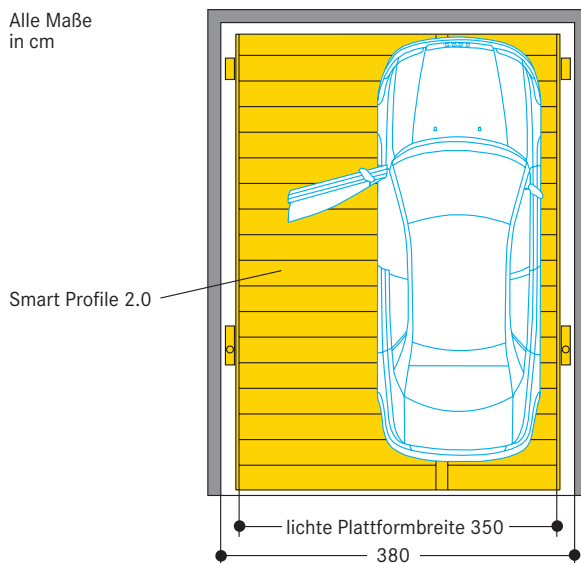 Alle Maße
in cm
Smart Profile 2.0
lichte Plattformbreite 350
380